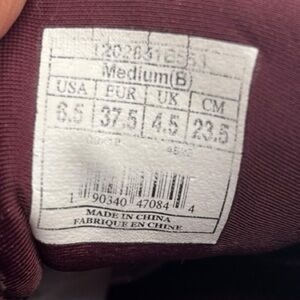 Medium(B)
USA EUR UK CM
6.5 37.5 4.5 23.5
1 90340 47084 4
MADE IN CHINA
FABRIQUE EN CHINE